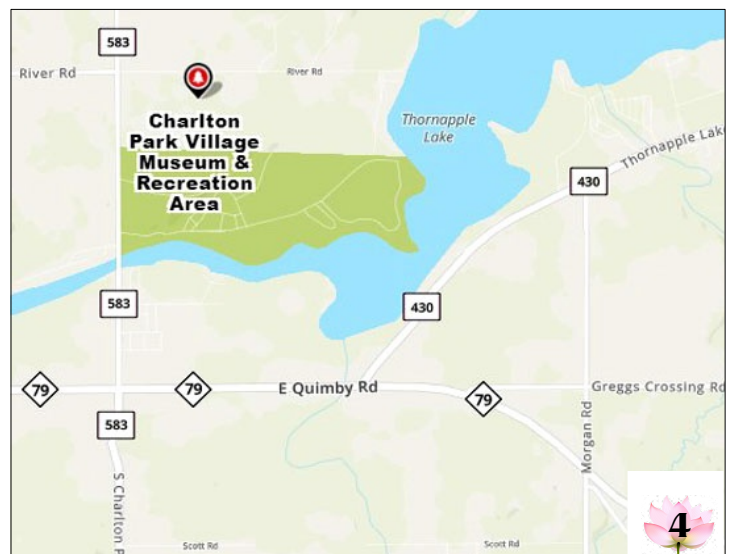 583
River Rd
River Rd
Charlton
Park Village
Museum &
Recreation
Area
Thornapple
Lake
Thornapple Lake
430
583
430
79
79
E Quimby Rd
79
Greggs Crossing Rd
583
Morgan Rd
S Charlton P
Scott Rd
Scott Rd
4